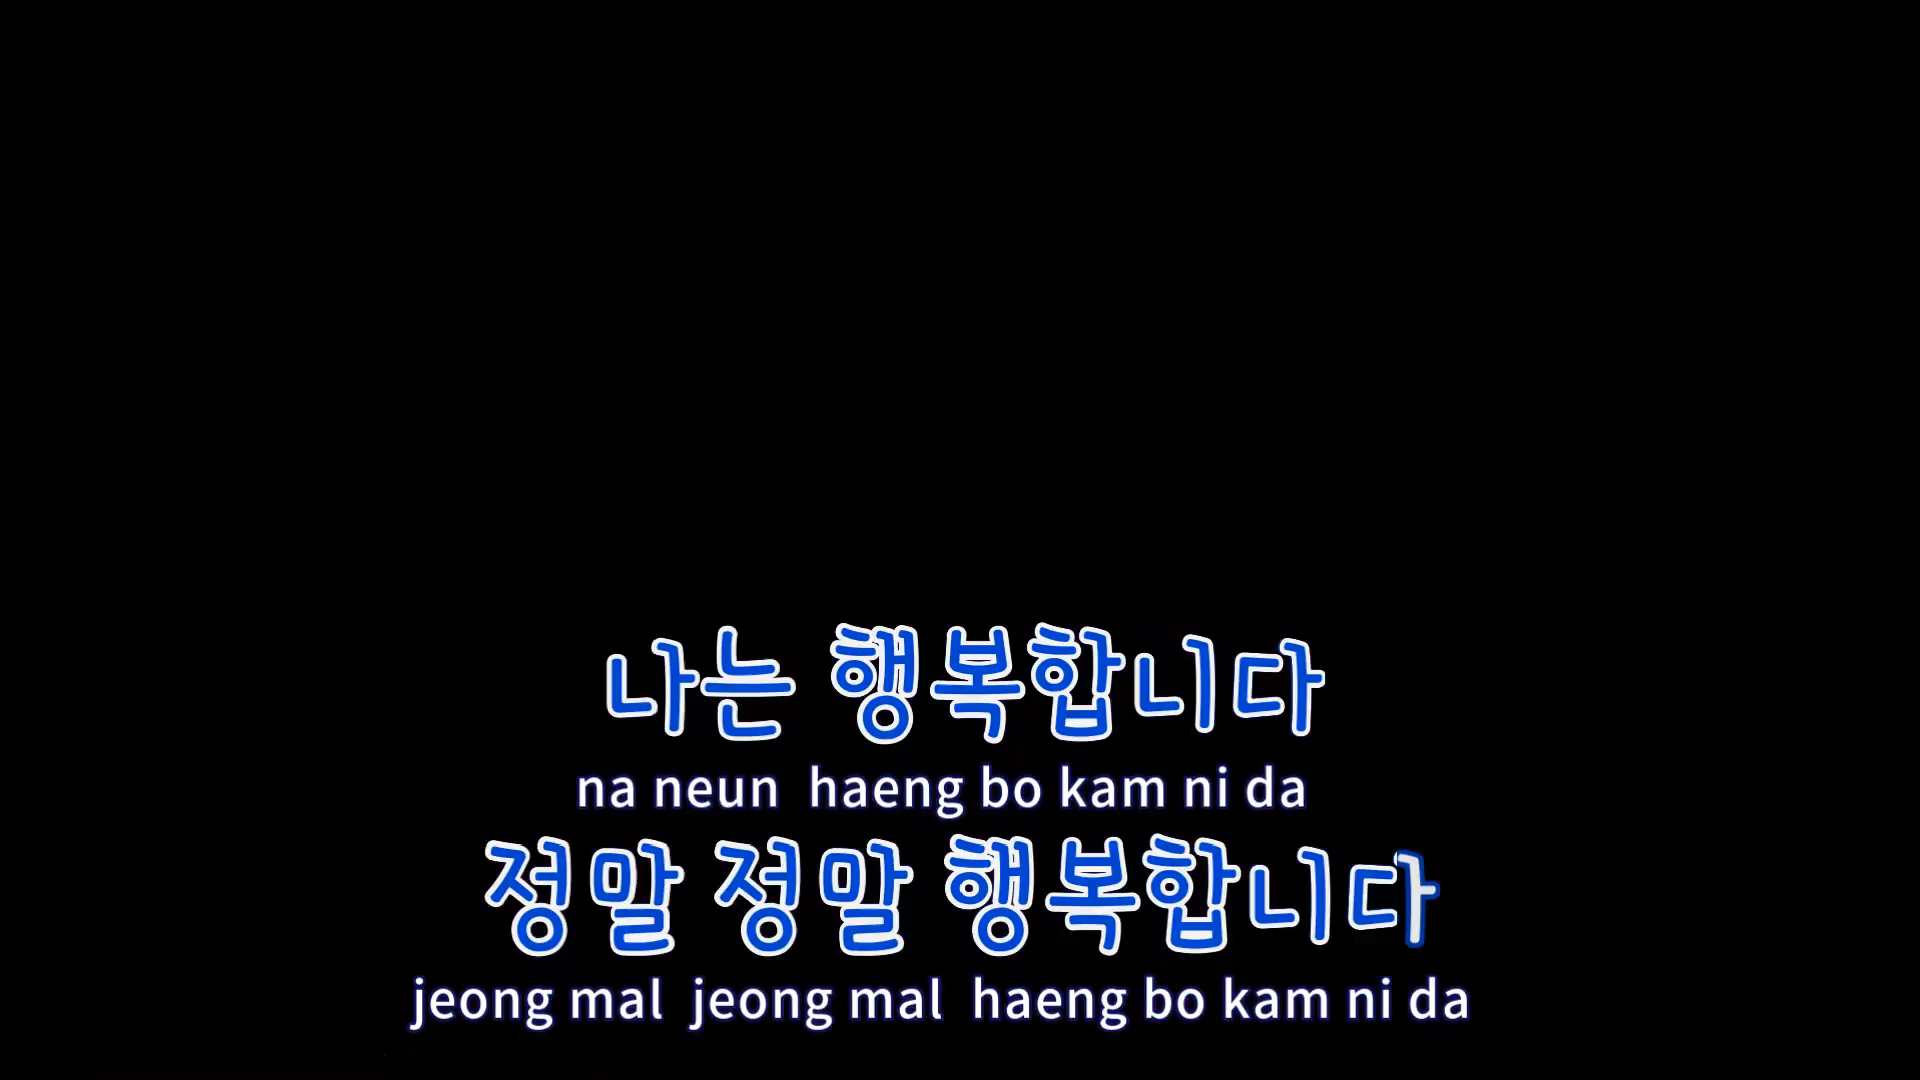 나는 행복합니다
na neun haeng bo kam ni da
정말 정말 행복합니다
jeong mal jeong mal haeng bo kam ni da